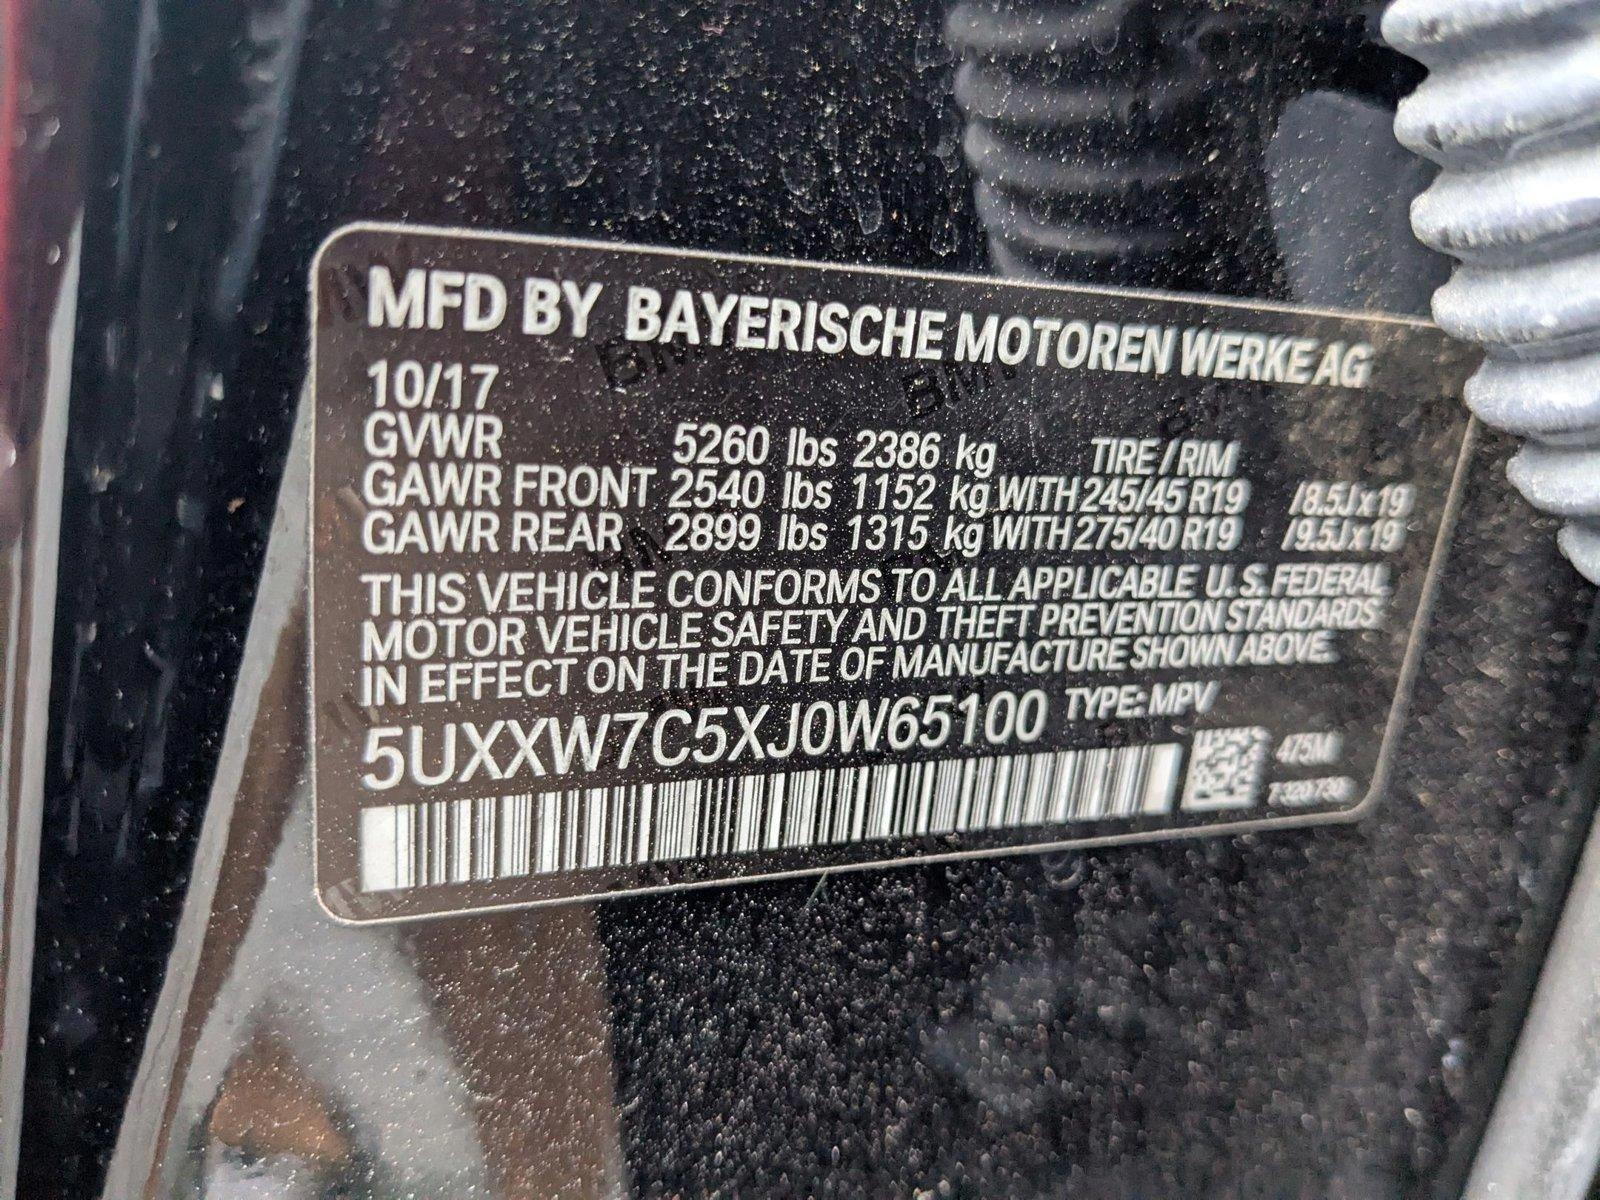 MFD BY BAYERISCHE MOTOREN WERKE AG
10/17
GVWR 5260 lbs 2386 kg TIRE / RIM
GAWR FRONT 2540 lbs 1152 kg WITH 245/45 R19 /8.5Jx19
GAWR REAR 2899 lbs 1315 kg WITH 275/40 R19 /9.5Jx19
THIS VEHICLE CONFORMS TO ALL APPLICABLE U.S. FEDERAL
MOTOR VEHICLE SAFETY AND THEFT PREVENTION STANDARDS
IN EFFECT ON THE DATE OF MANUFACTURE SHOWN ABOVE.
5UXXW7C5XJ0W65100 TYPE: MPV
475M
7 320 730